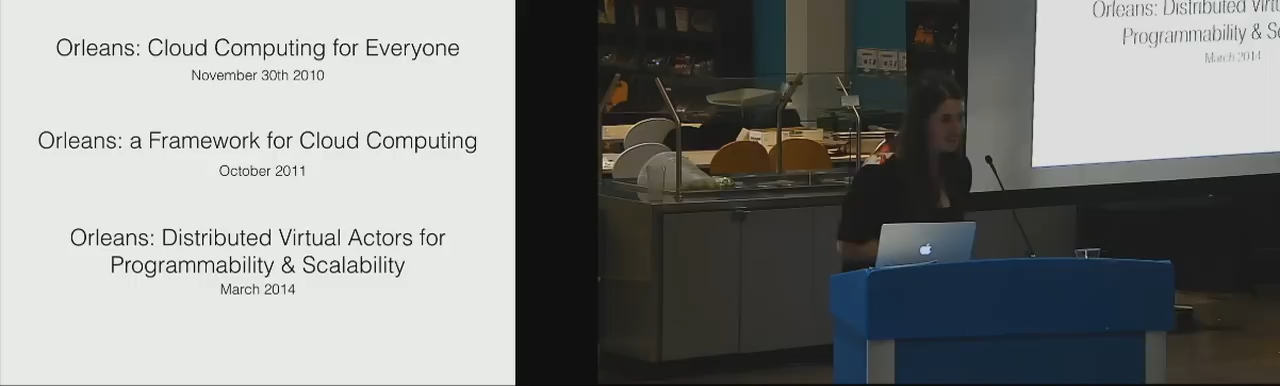 Orleans: Cloud Computing for Everyone
November 30th 2010
Orleans: a Framework for Cloud Computing
October 2011
Orleans: Distributed Virtual Actors for
Programmability & Scalability
March 2014
Orleans: Distributed
Programmability &
March 2014